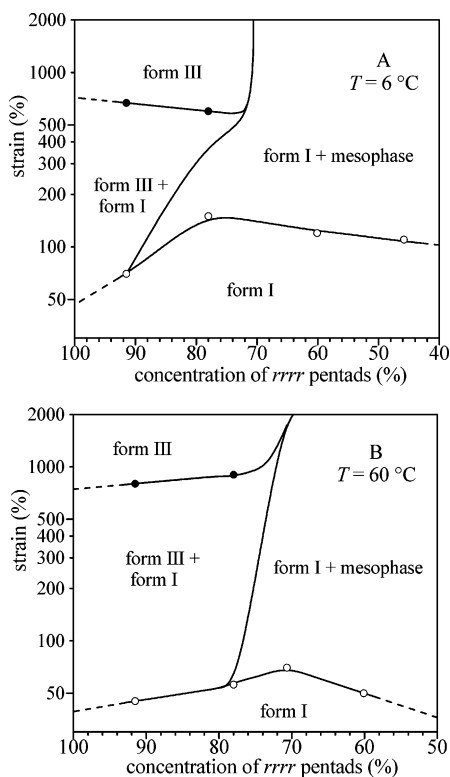 2000
1000
500
400
300
200
100
50
strain (%)
A
T = 6 °C
form III
form III +
form I
form I + mesophase
form I
100 90 80 70 60 50 40
concentration of rrrr pentads (%)
2000
1000
500
400
300
200
100
50
strain (%)
B
T = 60 °C
form III
form III +
form I
form I + mesophase
form I
100 90 80 70 60 50
concentration of rrrr pentads (%)